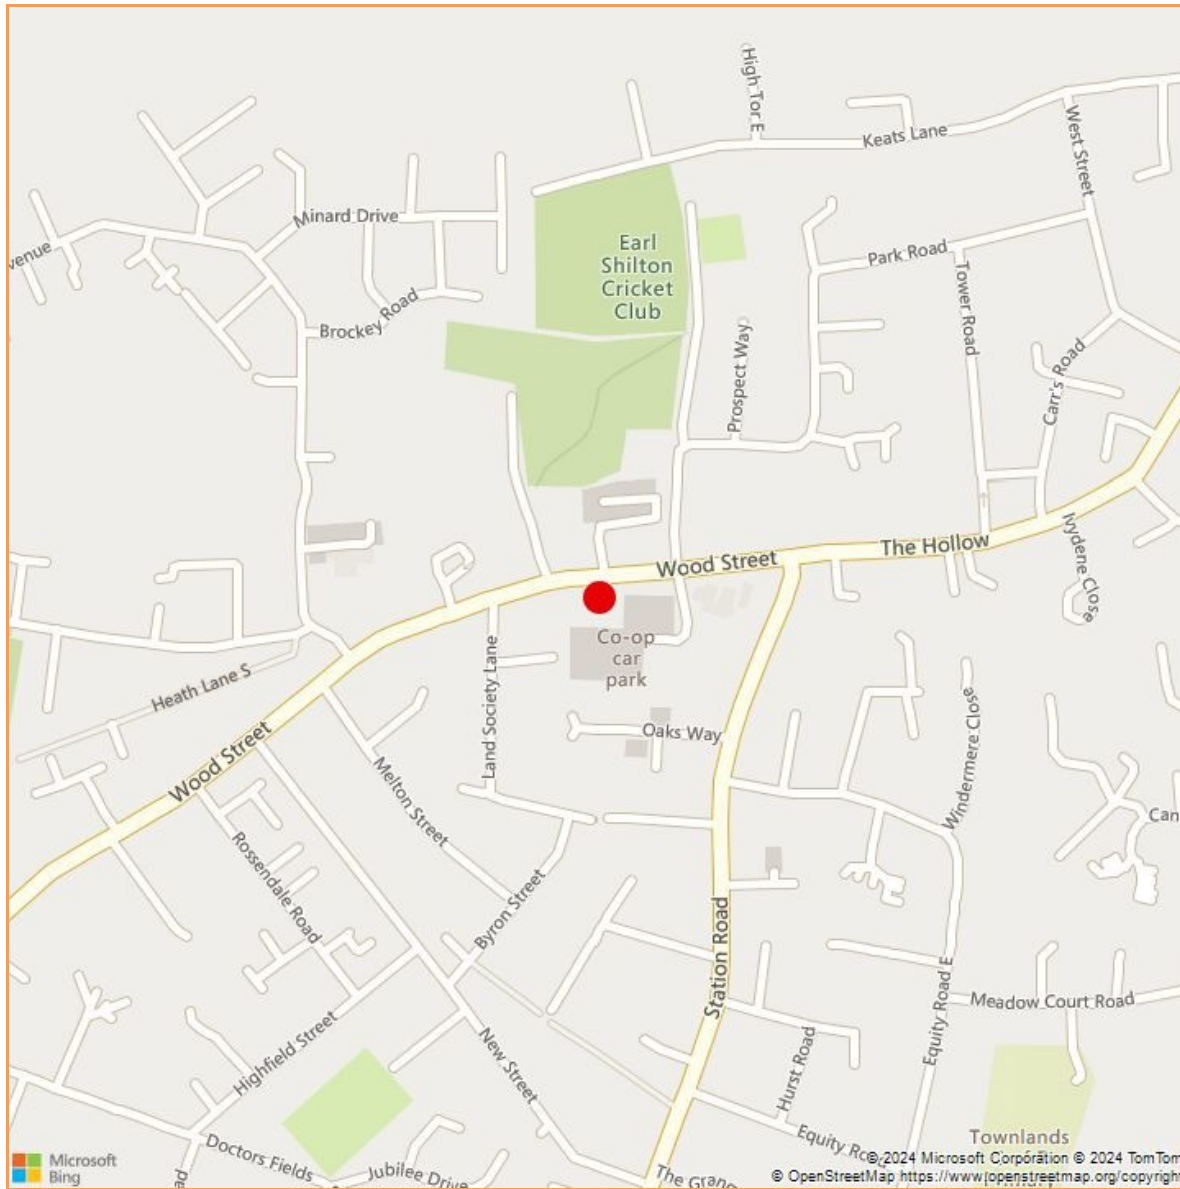 High Tor E
Keats Lane
West Street
Minard Drive
venue
Earl
Shilton
Cricket
Club
Park Road
Tower Road
Brockey Road
Prospect Way
Carr's Road
Wood Street
The Hollow
Ivydene Close
Co-op
car
park
Land Society Lane
Heath Lane S
Oaks Way
Windermere Close
Wood Street
Melton Street
Can
Rossendale Road
Byron Street
Station Road
Equity Road E
Meadow Court Road
Highfield Street
New Street
Hurst Road
Equity Road
Townlands
Doctors Fields
Jubilee Drive
The Grang
ad
Microsoft
Bing
© 2024 Microsoft Corporation © 2024 TomTom
© OpenStreetMap https://www.openstreetmap.org/copyright